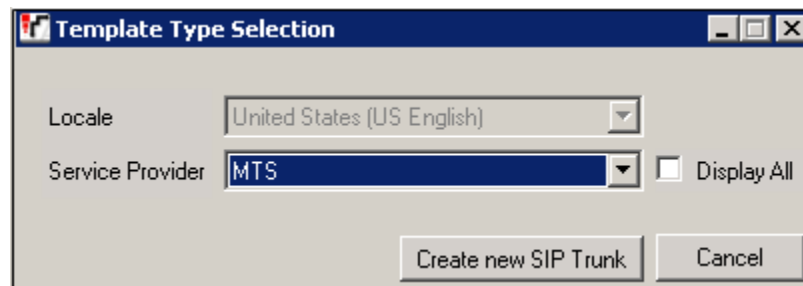 Template Type Selection
Locale United States (US English)
Service Provider MTS Display All
Create new SIP Trunk Cancel